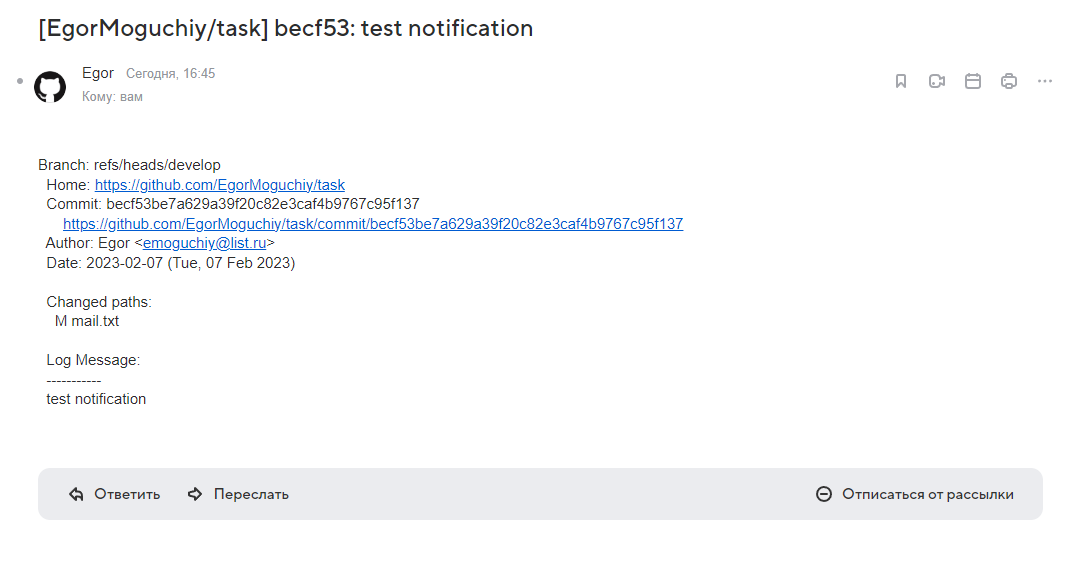 [EgorMoguchiy/task] becf53: test notification
Egor Сегодня, 16:45
Кому: вам
Branch: refs/heads/develop
Home: https://github.com/EgorMoguchiy/task
Commit: becf53be7a629a39f20c82e3caf4b9767c95f137
https://github.com/EgorMoguchiy/task/commit/becf53be7a629a39f20c82e3caf4b9767c95f137
Author: Egor <emoguchiy@list.ru>
Date: 2023-02-07 (Tue, 07 Feb 2023)
Changed paths:
M mail.txt
Log Message:
-----------
test notification
Ответить Переслать Отписаться от рассылки